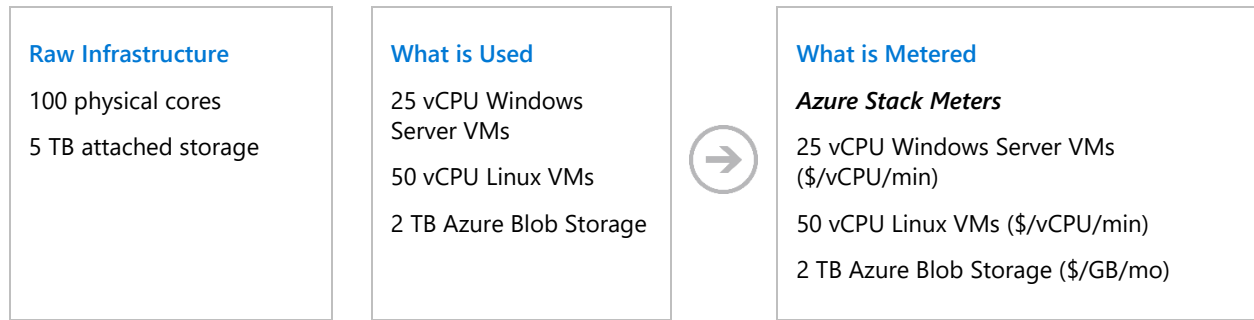 Raw Infrastructure
100 physical cores
5 TB attached storage
What is Used
25 vCPU Windows
Server VMs
50 vCPU Linux VMs
2 TB Azure Blob Storage
What is Metered
Azure Stack Meters
25 vCPU Windows Server VMs
($/vCPU/min)
50 vCPU Linux VMs ($/vCPU/min)
2 TB Azure Blob Storage ($/GB/mo)